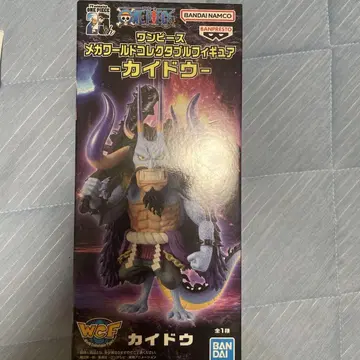 ONE PIECE
BANDAI NAMCO
BANPRESTO
ワンピース
メガワールドコレクタブルフィギュア
-カイドウ-
WCF
カイドウ
全1種
BAN
DAI